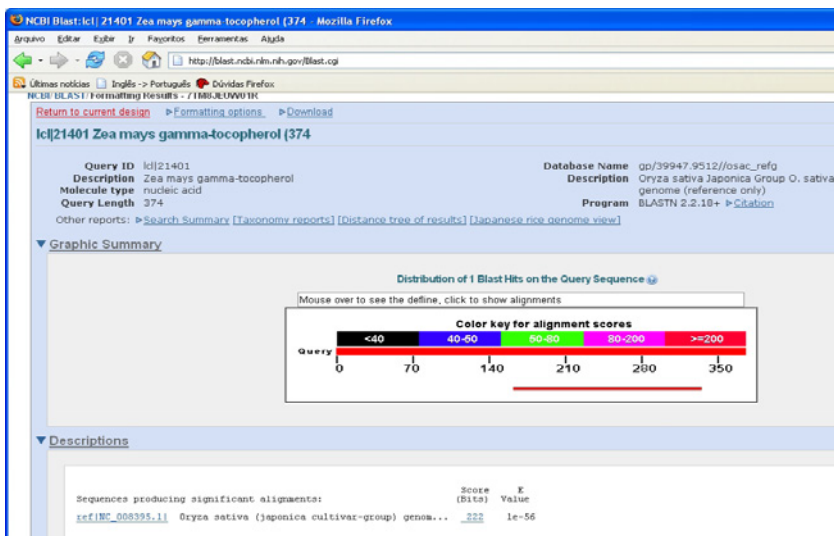 NCBI Blast:lcl|21401 Zea mays gamma-tocopherol (374 - Mozilla Firefox
Arquivo Editar Exibir Ir Favoritos Ferramentas Ajuda
http://blast.ncbi.nlm.nih.gov/Blast.cgi
Últimas notícias Inglês -> Português Dúvidas Firefox
NCBI/BLAST/Formatting Results -
Return to current design Formatting options Download
lcl|21401 Zea mays gamma-tocopherol (374
Query ID lcl|21401
Description Zea mays gamma-tocopherol
Molecule type nucleic acid
Query Length 374
Database Name gp/39947.9512//osac_refg
Description Oryza sativa Japonica Group O. sativa
genome (reference only)
Program BLASTN 2.2.18+ Citation
Other reports: Search Summary [Taxonomy reports] [Distance tree of results] [Japanese rice genome view]
Graphic Summary
Distribution of 1 Blast Hits on the Query Sequence
Mouse over to see the defline, click to show alignments
Color key for alignment scores
<40 40-50 50-80 80-200 >=200
Query
0 70 140 210 280 350
Descriptions
Score E
Sequences producing significant alignments: (Bits) Value
ref|NC_008395.1| Oryza sativa (japonica cultivar-group) genom... 222 1e-56